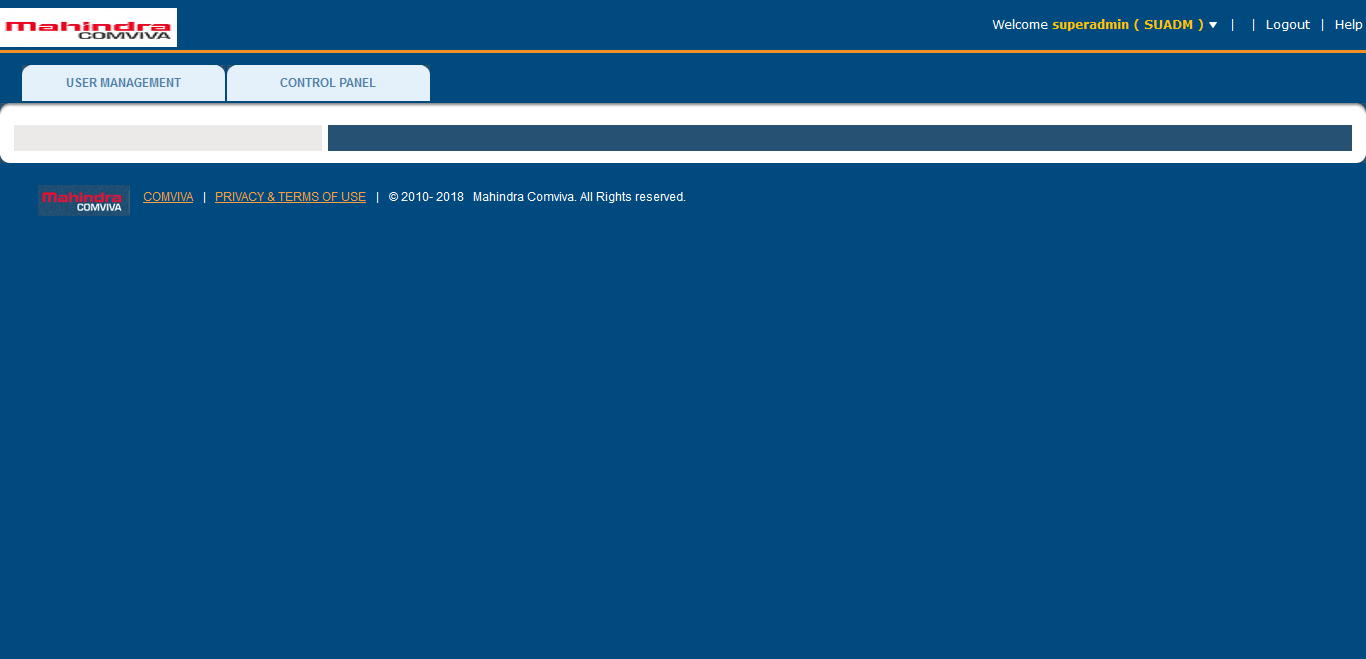 Mahindra
COMVIVA
Welcome superadmin ( SUADM ) | | Logout | Help
USER MANAGEMENT
CONTROL PANEL
Mahindra
COMVIVA
COMVIVA | PRIVACY & TERMS OF USE | © 2010- 2018 Mahindra Comviva. All Rights reserved.